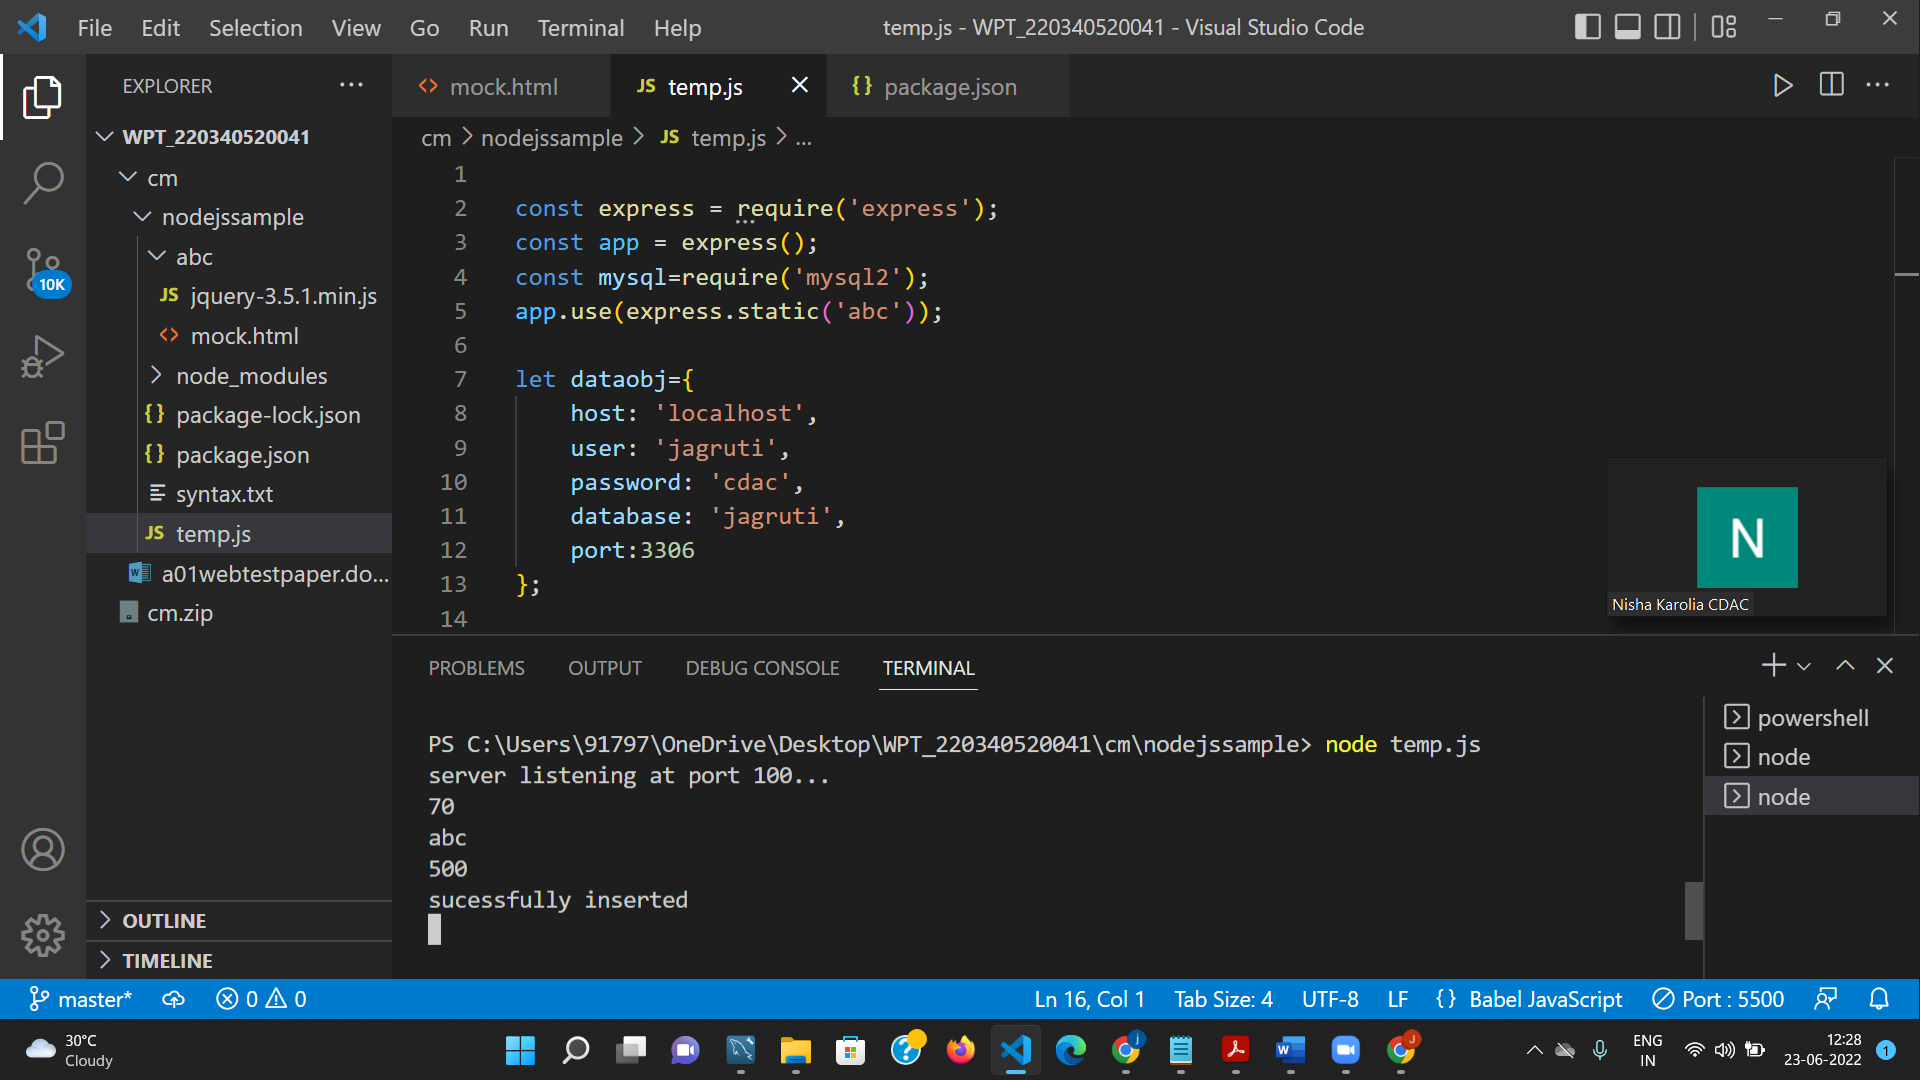 File Edit Selection View Go Run Terminal Help
temp.js - WPT_220340520041 - Visual Studio Code
EXPLORER
WPT_220340520041
cm
nodejssample
abc
JS jquery-3.5.1.min.js
<> mock.html
node_modules
{} package-lock.json
{} package.json
syntax.txt
JS temp.js
a01webtestpaper.do...
cm.zip
OUTLINE
TIMELINE
10K
<> mock.html
JS temp.js
{} package.json
cm > nodejssample > JS temp.js > ...
1
2 const express = require('express');
3 const app = express();
4 const mysql=require('mysql2');
5 app.use(express.static('abc'));
6
7 let dataobj={
8 host: 'localhost',
9 user: 'jagruti',
10 password: 'cdac',
11 database: 'jagruti',
12 port:3306
13 };
14
N
Nisha Karolia CDAC
PROBLEMS OUTPUT DEBUG CONSOLE TERMINAL
PS C:\Users\91797\OneDrive\Desktop\WPT_220340520041\cm\nodejssample> node temp.js
server listening at port 100...
70
abc
500
sucessfully inserted
powershell
node
node
master* 0 0
Ln 16, Col 1 Tab Size: 4 UTF-8 LF {} Babel JavaScript Port : 5500
30°C
Cloudy
ENG
IN
12:28
23-06-2022
1